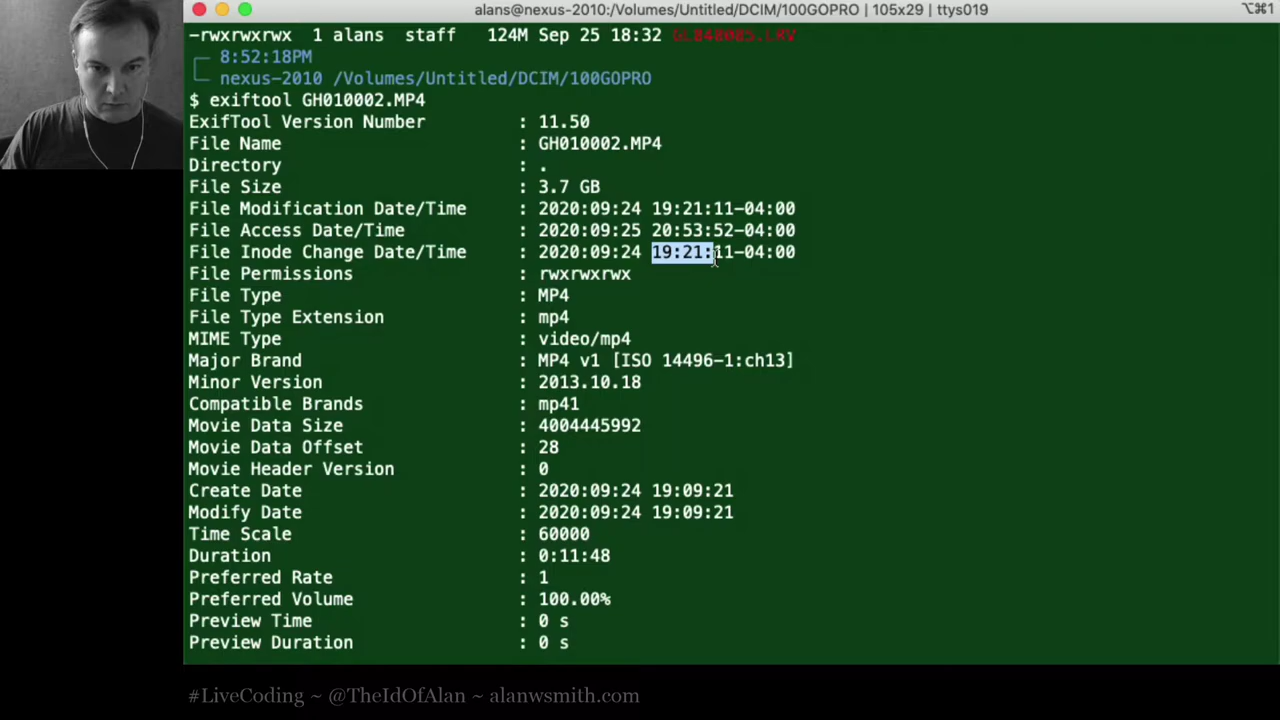 alans@nexus-2010:/Volumes/Untitled/DCIM/100GOPRO | 105x29 | ttys019
⌥⌘1
-rwxrwxrwx 1 alans staff 124M Sep 25 18:32 GL040005.LRV
8:52:18PM
nexus-2010 /Volumes/Untitled/DCIM/100GOPRO
$ exiftool GH010002.MP4
ExifTool Version Number : 11.50
File Name : GH010002.MP4
Directory : .
File Size : 3.7 GB
File Modification Date/Time : 2020:09:24 19:21:11-04:00
File Access Date/Time : 2020:09:25 20:53:52-04:00
File Inode Change Date/Time : 2020:09:24 19:21:11-04:00
File Permissions : rwxrwxrwx
File Type : MP4
File Type Extension : mp4
MIME Type : video/mp4
Major Brand : MP4 v1 [ISO 14496-1:ch13]
Minor Version : 2013.10.18
Compatible Brands : mp41
Movie Data Size : 4004445992
Movie Data Offset : 28
Movie Header Version : 0
Create Date : 2020:09:24 19:09:21
Modify Date : 2020:09:24 19:09:21
Time Scale : 60000
Duration : 0:11:48
Preferred Rate : 1
Preferred Volume : 100.00%
Preview Time : 0 s
Preview Duration : 0 s
#LiveCoding ~ @TheIdOfAlan ~ alanwsmith.com